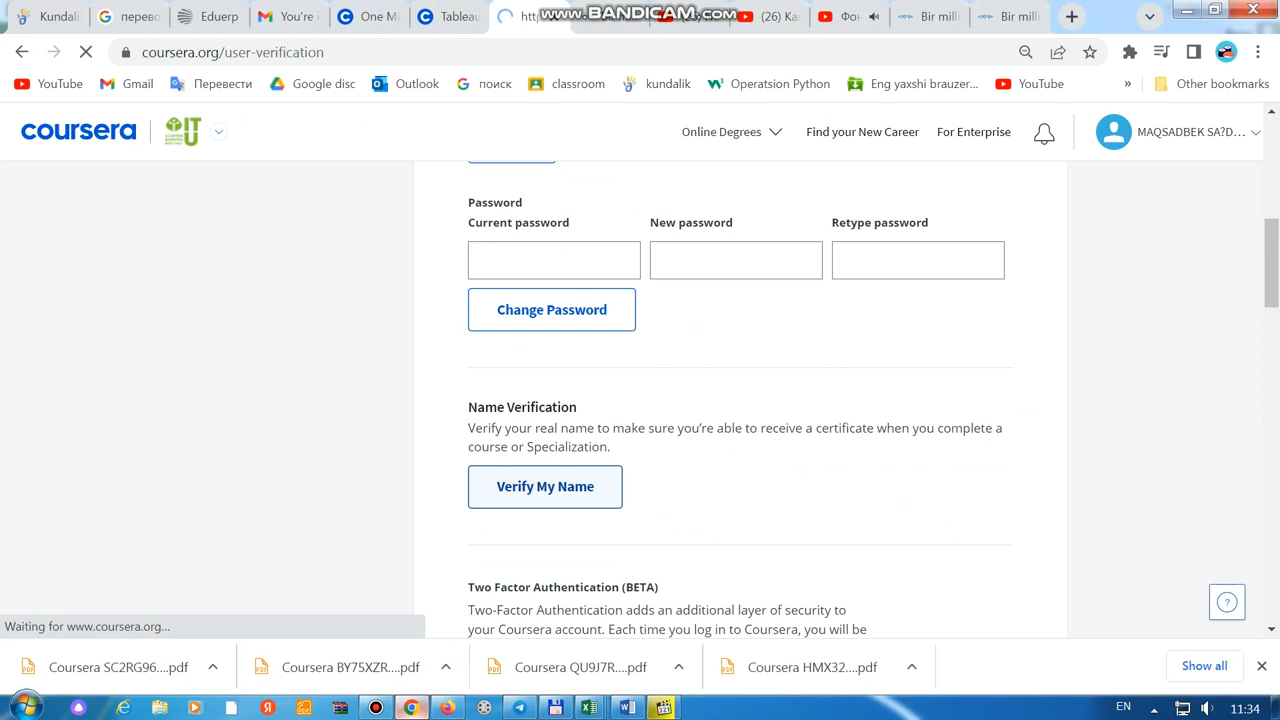 www.BANDICAM.com
Kundali
перево
Eduerp
You're i
One M
Tableau
ht
(26) Ka
Фо
Bir mill
Bir mill
coursera.org/user-verification
YouTube
Gmail
Перевести
Google disc
Outlook
поиск
classroom
kundalik
Operatsion Python
Eng yaxshi brauzer...
YouTube
»
Other bookmarks
coursera
IT
Online Degrees
Find your New Career
For Enterprise
MAQSADBEK SA?D...
Password
Current password
New password
Retype password
Change Password
Name Verification
Verify your real name to make sure you're able to receive a certificate when you complete a
course or Specialization.
Verify My Name
Two Factor Authentication (BETA)
Two-Factor Authentication adds an additional layer of security to
your Coursera account. Each time you log in to Coursera, you will be
Waiting for www.coursera.org...
Coursera SC2RG96....pdf
Coursera BY75XZR....pdf
Coursera QU9J7R....pdf
Coursera HMX32....pdf
Show all
EN
11:34